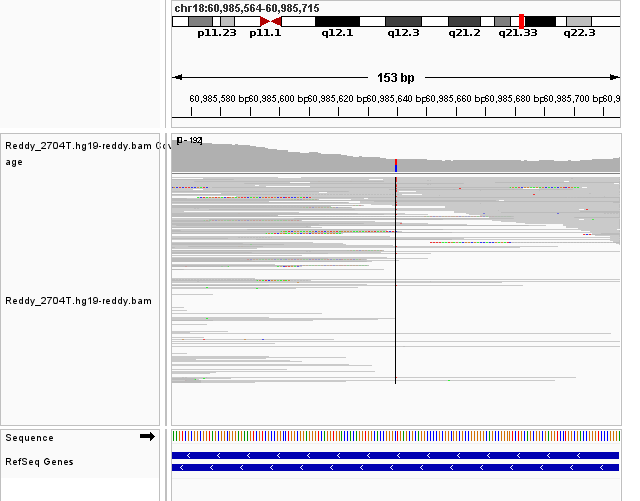 chr18:60,985,564-60,985,715
p11.23 p11.1 q12.1 q12.3 q21.2 q21.33 q22.3
153 bp
60,985,580 bp 60,985,600 bp 60,985,620 bp 60,985,640 bp 60,985,660 bp 60,985,680 bp 60,985,700 bp 60,9
[0 - 192]
Reddy_2704T.hg19-reddy.bam Cov
age
Reddy_2704T.hg19-reddy.bam
Sequence
RefSeq Genes